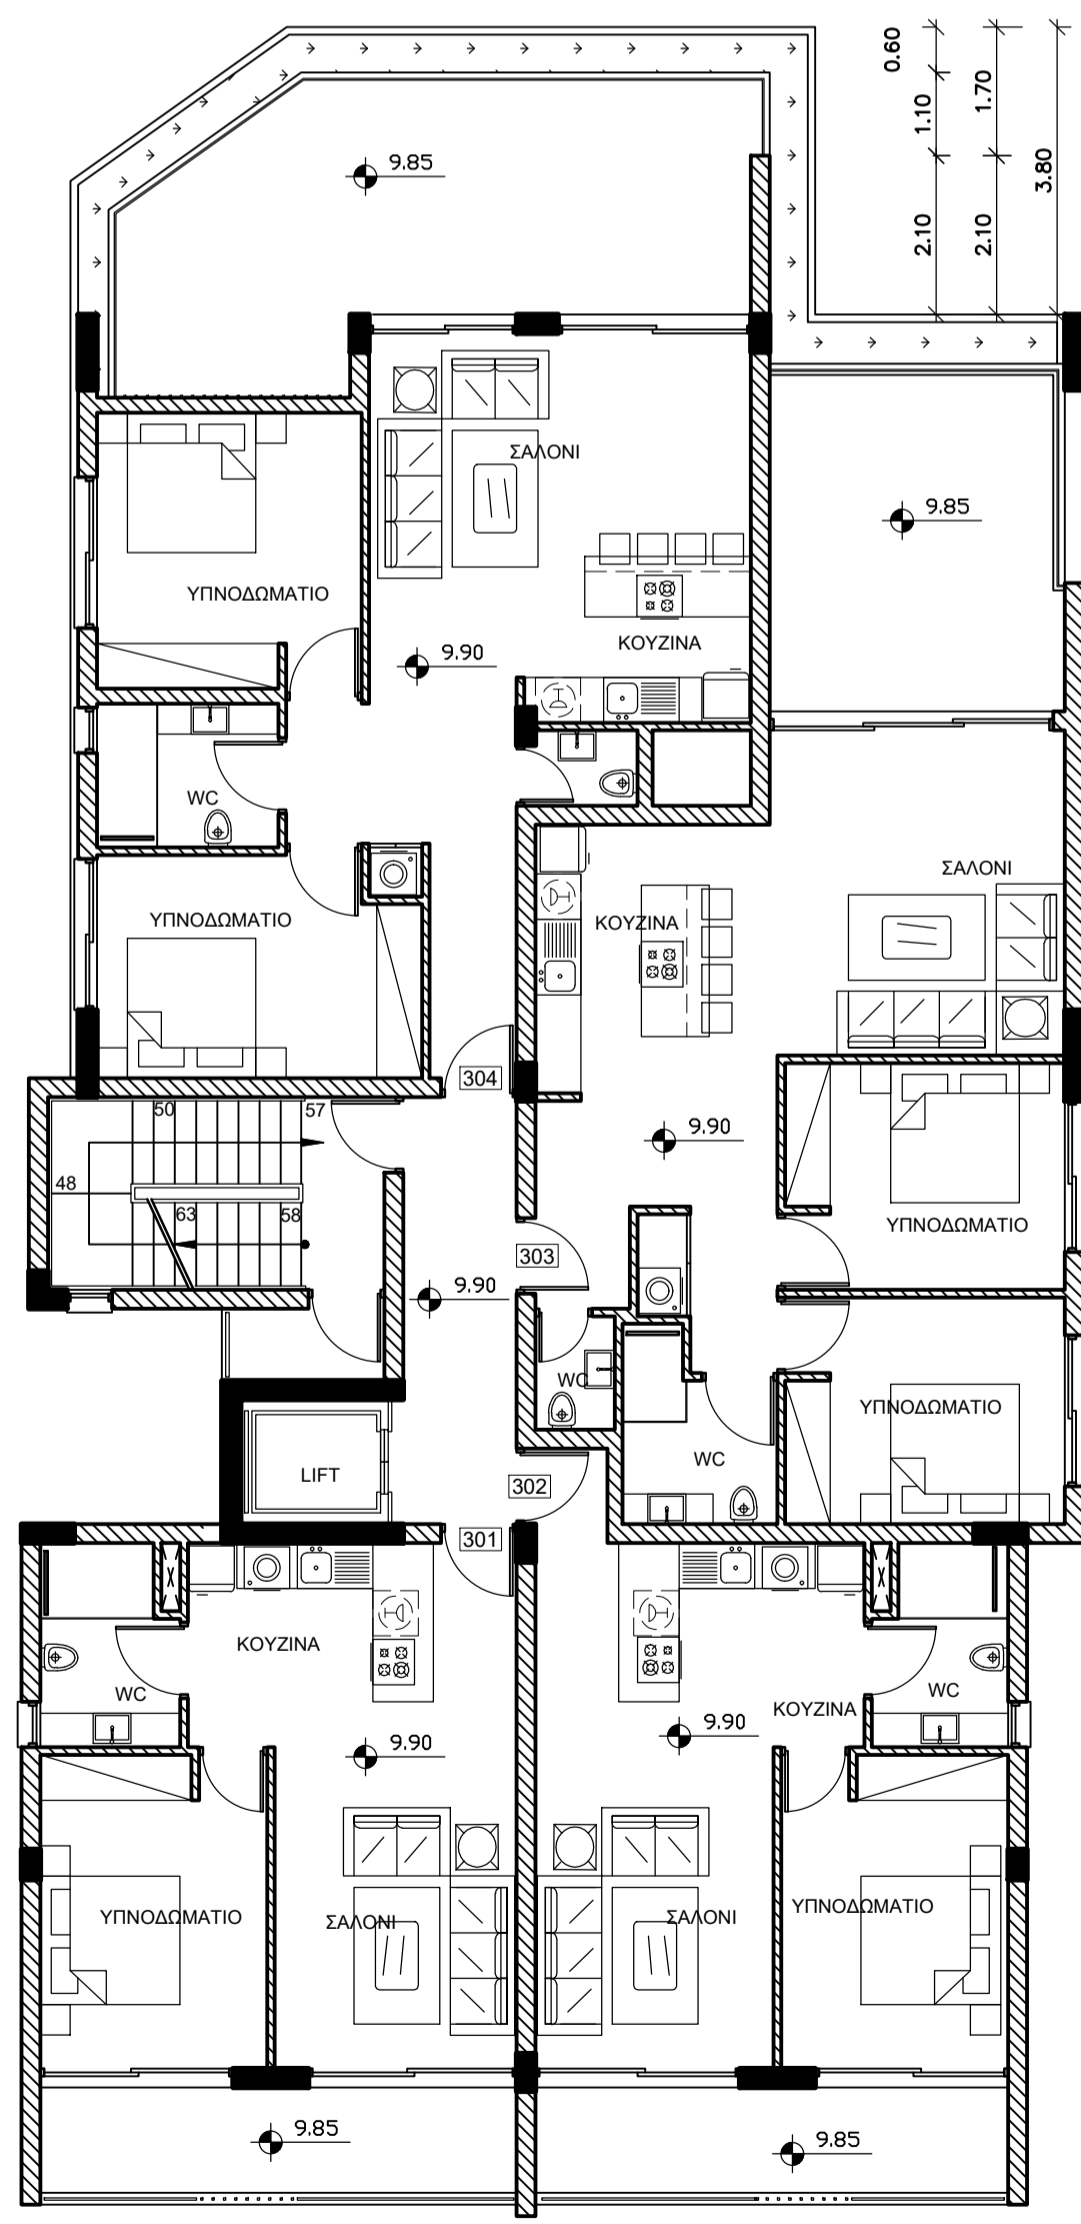 0.60
1.10
1.70
3.80
2.10
2.10
9.85
ΣΑΛΟΝΙ
9.85
ΥΠΝΟΔΩΜΑΤΙΟ
ΚΟΥΖΙΝΑ
9.90
WC
ΣΑΛΟΝΙ
ΥΠΝΟΔΩΜΑΤΙΟ
ΚΟΥΖΙΝΑ
304
50
57
9.90
48
63
58
ΥΠΝΟΔΩΜΑΤΙΟ
303
9.90
WC
ΥΠΝΟΔΩΜΑΤΙΟ
WC
LIFT
302
301
ΚΟΥΖΙΝΑ
WC
WC
ΚΟΥΖΙΝΑ
9.90
9.90
ΥΠΝΟΔΩΜΑΤΙΟ
ΣΑΛΟΝΙ
ΣΑΛΟΝΙ
ΥΠΝΟΔΩΜΑΤΙΟ
9.85
9.85